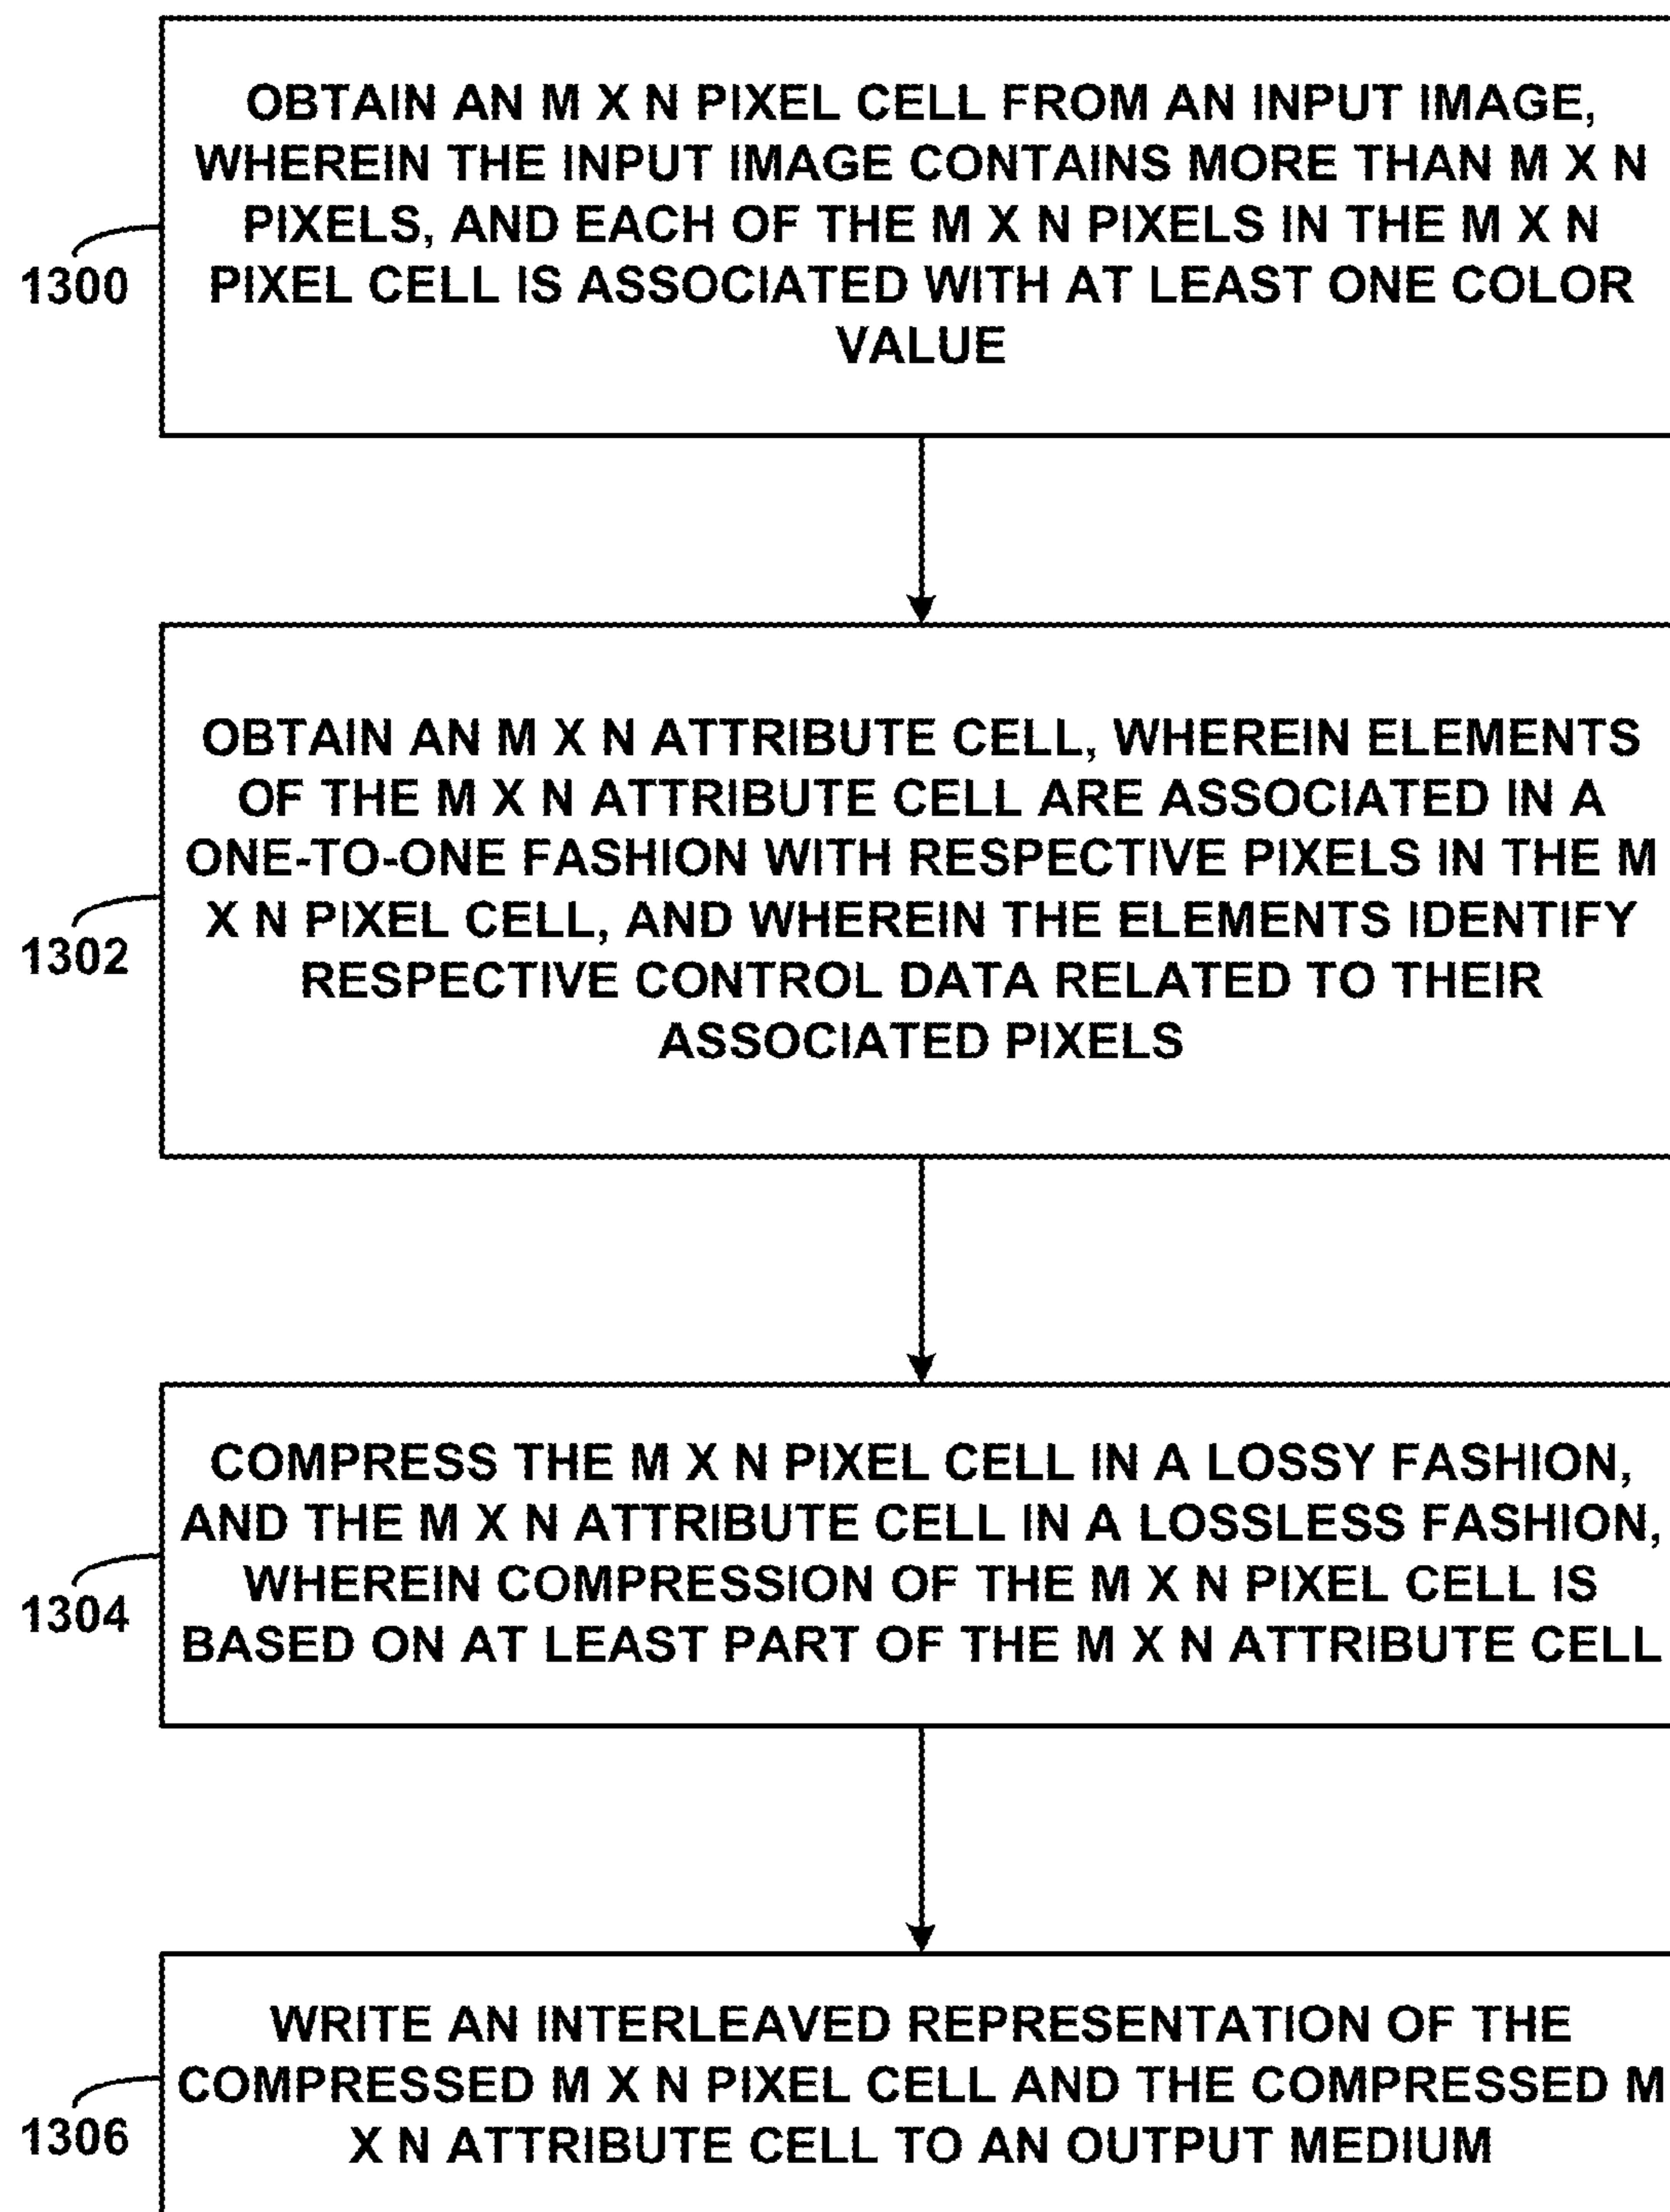 OBTAIN AN M X N PIXEL CELL FROM AN INPUT IMAGE,
WHEREIN THE INPUT IMAGE CONTAINS MORE THAN M X N
PIXELS, AND EACH OF THE M X N PIXELS IN THE M X N
PIXEL CELL IS ASSOCIATED WITH AT LEAST ONE COLOR
VALUE
1300
OBTAIN AN M X N ATTRIBUTE CELL, WHEREIN ELEMENTS
OF THE M X N ATTRIBUTE CELL ARE ASSOCIATED IN A
ONE-TO-ONE FASHION WITH RESPECTIVE PIXELS IN THE M
X N PIXEL CELL, AND WHEREIN THE ELEMENTS IDENTIFY
RESPECTIVE CONTROL DATA RELATED TO THEIR
ASSOCIATED PIXELS
1302
COMPRESS THE M X N PIXEL CELL IN A LOSSY FASHION,
AND THE M X N ATTRIBUTE CELL IN A LOSSLESS FASHION,
WHEREIN COMPRESSION OF THE M X N PIXEL CELL IS
BASED ON AT LEAST PART OF THE M X N ATTRIBUTE CELL
1304
WRITE AN INTERLEAVED REPRESENTATION OF THE
COMPRESSED M X N PIXEL CELL AND THE COMPRESSED M
X N ATTRIBUTE CELL TO AN OUTPUT MEDIUM
1306